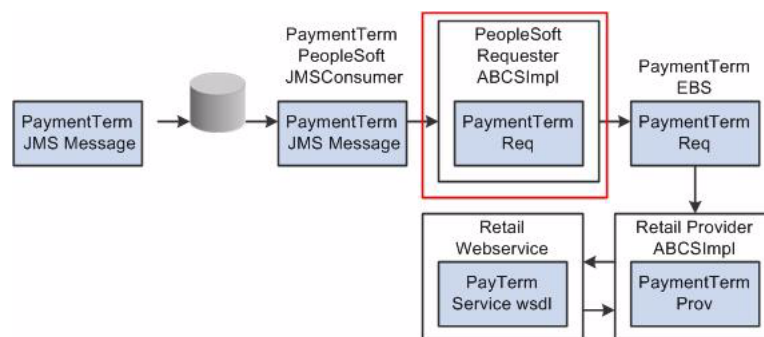 PaymentTerm
JMS Message
PaymentTerm
PeopleSoft
JMSConsumer
PaymentTerm
JMS Message
PeopleSoft
Requester
ABCSImpl
PaymentTerm
Req
PaymentTerm
EBS
PaymentTerm
Req
Retail
Webservice
PayTerm
Service wsdl
Retail Provider
ABCSImpl
PaymentTerm
Prov